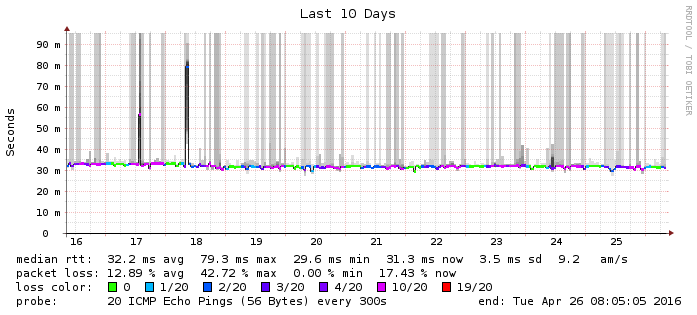 Last 10 Days
RRDTOOL / TOBI OETIKER
Seconds
90 m
80 m
70 m
60 m
50 m
40 m
30 m
20 m
10 m
0
16 17 18 19 20 21 22 23 24 25
median rtt: 32.2 ms avg 79.3 ms max 29.6 ms min 31.3 ms now 3.5 ms sd 9.2 am/s
packet loss: 12.89 % avg 42.72 % max 0.00 % min 17.43 % now
loss color: 0 1/20 2/20 3/20 4/20 10/20 19/20
probe: 20 ICMP Echo Pings (56 Bytes) every 300s end: Tue Apr 26 08:05:05 2016